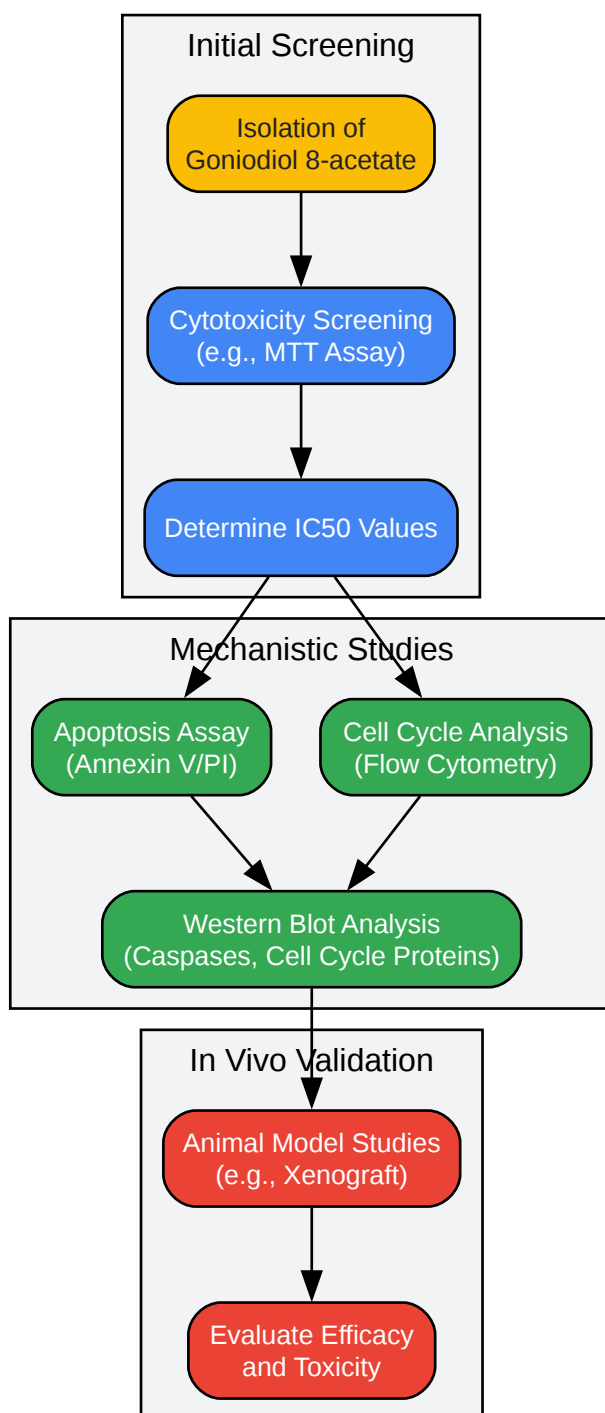 Initial Screening
Isolation of
Goniodiol 8-acetate
Cytotoxicity Screening
(e.g., MTT Assay)
Determine IC50 Values
Mechanistic Studies
Apoptosis Assay
(Annexin V/PI)
Cell Cycle Analysis
(Flow Cytometry)
Western Blot Analysis
(Caspases, Cell Cycle Proteins)
In Vivo Validation
Animal Model Studies
(e.g., Xenograft)
Evaluate Efficacy
and Toxicity